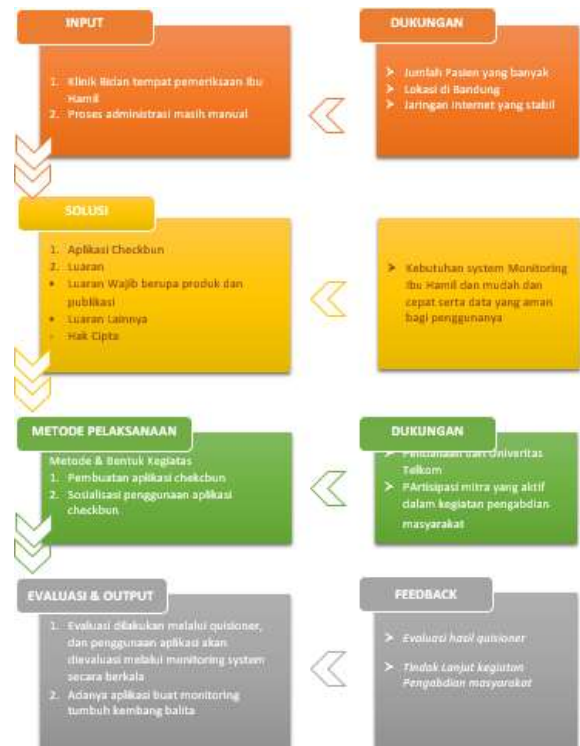 INPUT
1. Klinik Bidan tempat pemeriksaan Ibu
Hamil
2. Proses administrasi masih manual
DUKUNGAN
➤ Jumlah Pasien yang banyak
➤ Lokasi di Bandung
➤ Jaringan Internet yang stabil
SOLUSI
1. Aplikasi Checkbun
2. Luaran
• Luaran Wajib berupa produk dan
publikasi
• Luaran Lainnya
- Hak Cipta
➤ Kebutuhan system Monitoring
Ibu Hamil dan mudah dan
cepat serta data yang aman
bagi penggunanya
METODE PELAKSANAAN
Metode & Bentuk Kegiatas
1. Pembuatan aplikasi chekcbun
2. Sosialisasi penggunaan aplikasi
checkbun
DUKUNGAN
➤ Pendanaan dari Univeritas
Telkom
➤ PArtisipasi mitra yang aktif
dalam kegiatan pengabdian
masyarakat
EVALUASI & OUTPUT
1. Evaluasi dilakukan melalui quisioner,
dan penggunaan aplikasi akan
dievaluasi melalui monitoring system
secara berkala
2. Adanya aplikasi buat monitoring
tumbuh kembang balita
FEEDBACK
➤ Evaluasi hasil quisioner
➤ Tindak Lanjut kegiatan
Pengabdian masyarakat